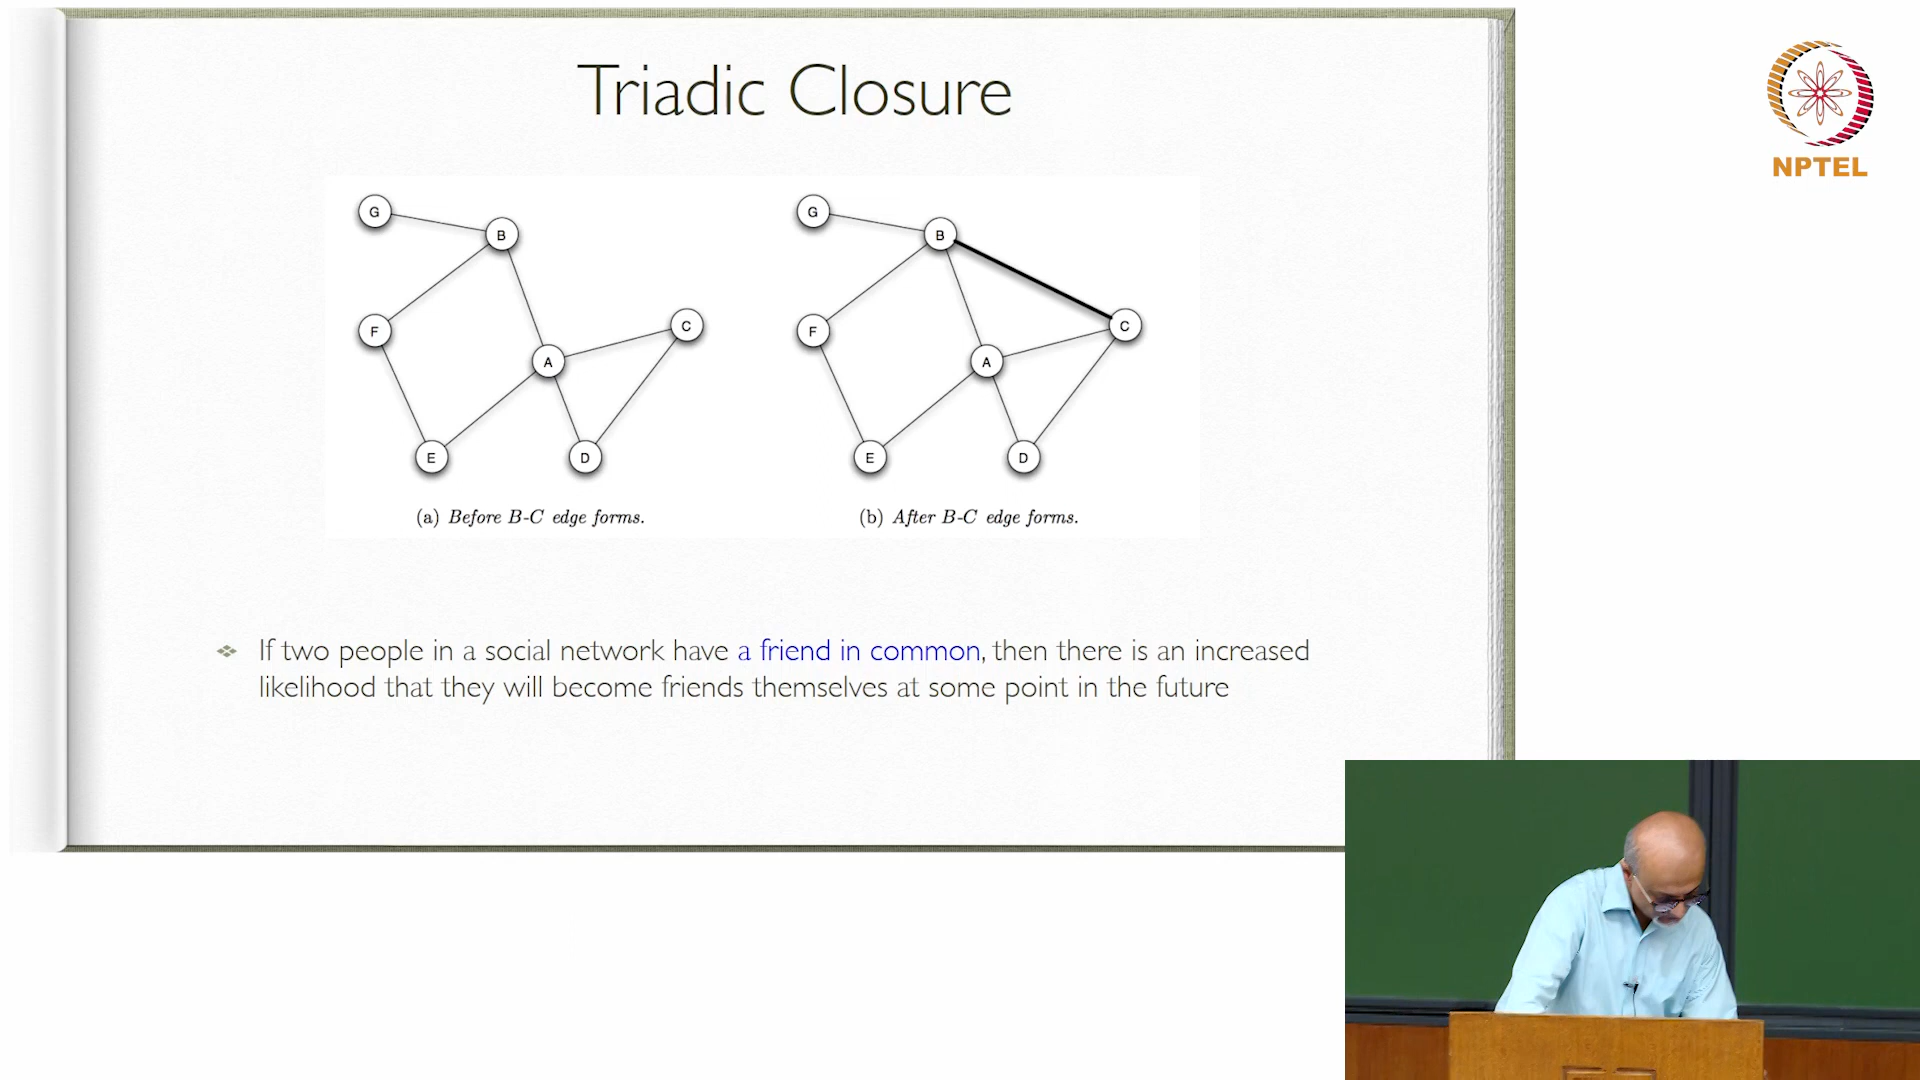 Triadic Closure
NPTEL
G
B
F
C
A
E
D
G
B
F
C
A
E
D
(a) Before B-C edge forms.
(b) After B-C edge forms.
If two people in a social network have a friend in common, then there is an increased
likelihood that they will become friends themselves at some point in the future